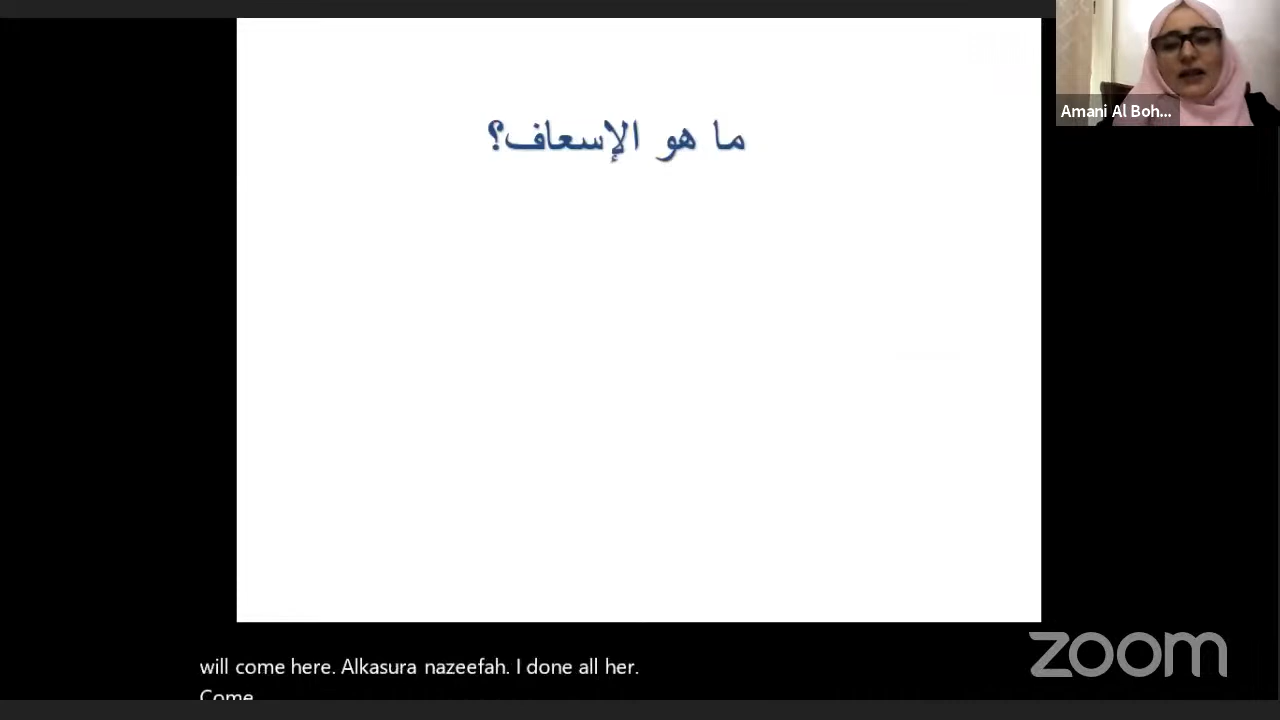 Amani Al Boh...
ما هو الإسعاف؟
will come here. Alkasura nazeefah. I done all her.
Come
zoom